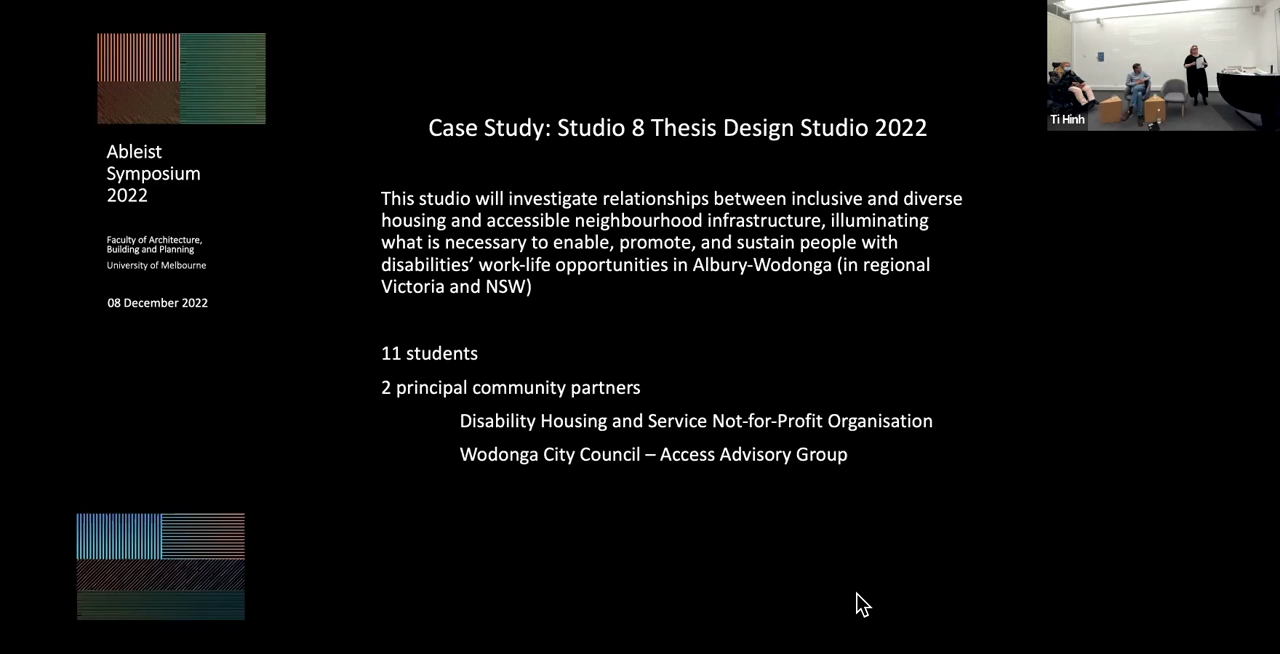 Ableist
Symposium
2022
Faculty of Architecture,
Building and Planning
University of Melbourne
08 December 2022
Case Study: Studio 8 Thesis Design Studio 2022
This studio will investigate relationships between inclusive and diverse
housing and accessible neighbourhood infrastructure, illuminating
what is necessary to enable, promote, and sustain people with
disabilities’ work-life opportunities in Albury-Wodonga (in regional
Victoria and NSW)
11 students
2 principal community partners
Disability Housing and Service Not-for-Profit Organisation
Wodonga City Council – Access Advisory Group
Ti Hinh